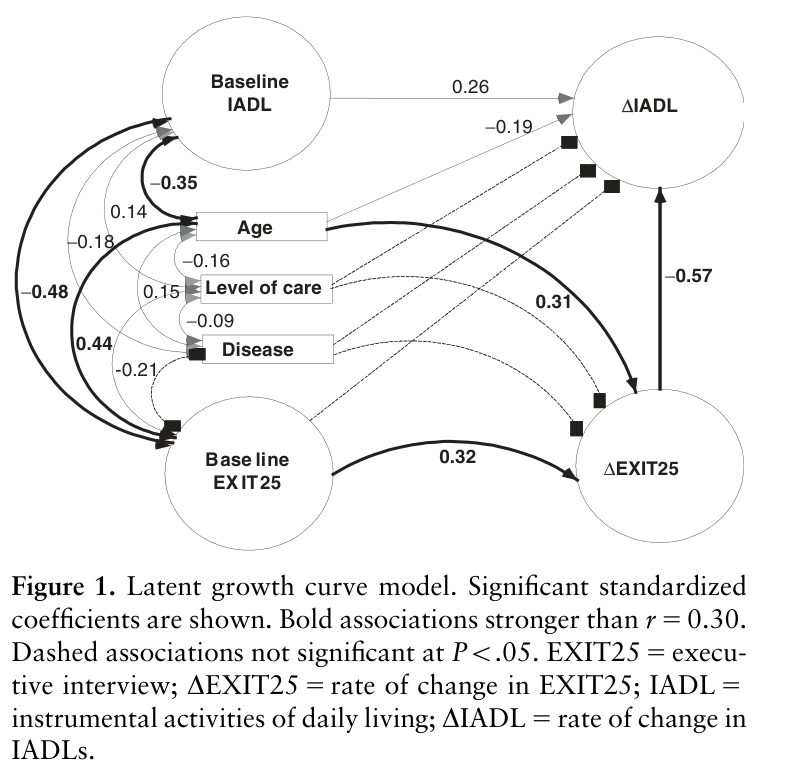 Baseline
IADL
0.26
ΔIADL
−0.19
−0.35
0.14
Age
−0.18
−0.16
−0.57
−0.48
0.15
Level of care
0.31
−0.09
0.44
Disease
-0.21
Baseline
EXIT25
0.32
ΔEXIT25
Figure 1. Latent growth curve model. Significant standardized
coefficients are shown. Bold associations stronger than r = 0.30.
Dashed associations not significant at P < .05. EXIT25 = execu-
tive interview; ΔEXIT25 = rate of change in EXIT25; IADL =
instrumental activities of daily living; ΔIADL = rate of change in
IADLs.